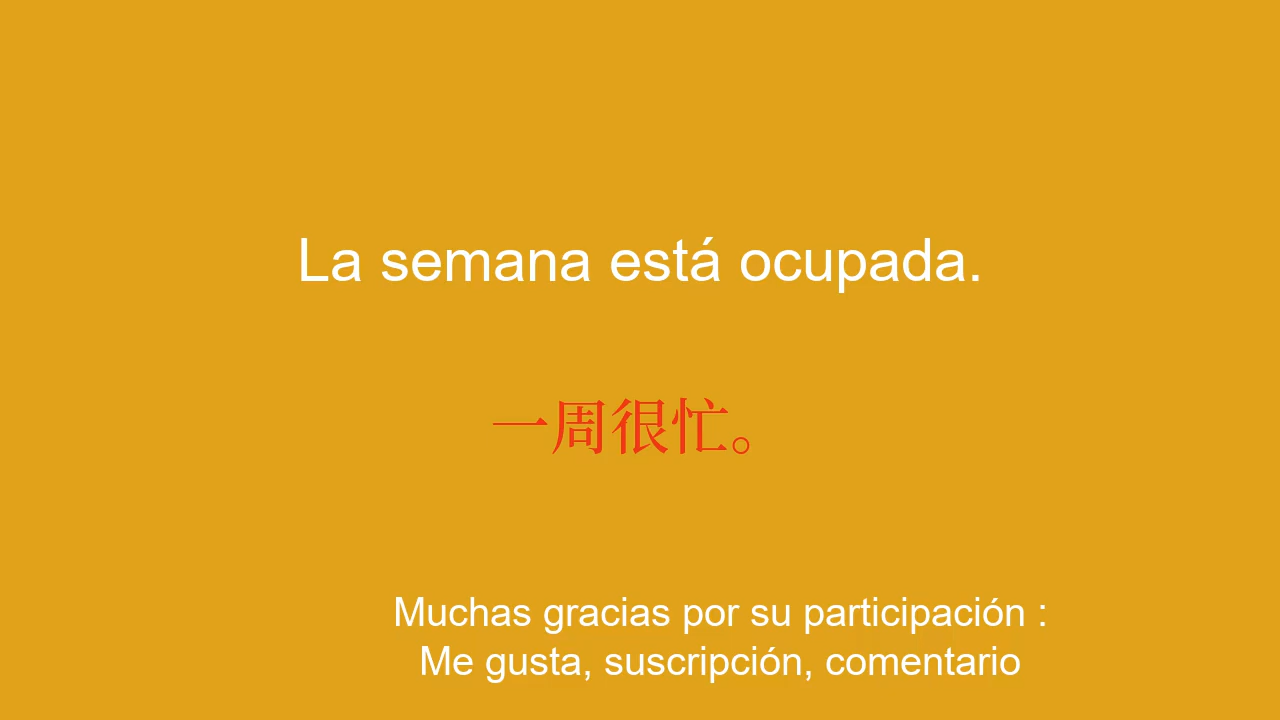 La semana está ocupada.
一周很忙。
Muchas gracias por su participación :
Me gusta, suscripción, comentario